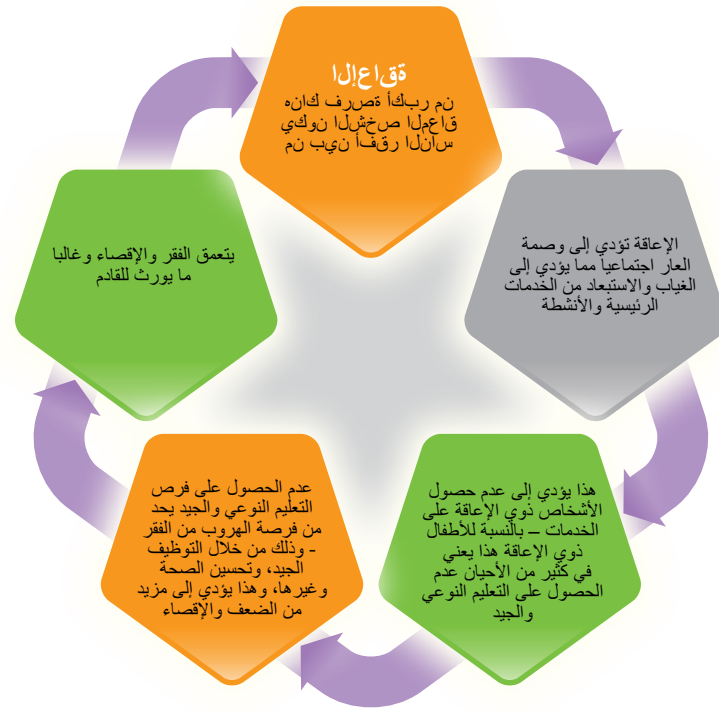 ةقاعإلا
كانه ةصرف ربكأ نم
نوكي صخشلا قاعملا
نم نيب رقفأ سانلا
الإعاقة تؤدي إلى وصمة
العار اجتماعيا مما يؤدي إلى
الغياب والاستبعاد من الخدمات
الرئيسية والأنشطة
هذا يؤدي إلى عدم حصول
الأشخاص ذوي الإعاقة على
الخدمات – بالنسبة للأطفال
ذوي الإعاقة هذا يعني
في كثير من الأحيان عدم
الحصول على التعليم النوعي
والجيد
عدم الحصول على فرص
التعليم النوعي والجيد يحد
من فرصة الهروب من الفقر
- وذلك من خلال التوظيف
الجيد، وتحسين الصحة
وغيرها، وهذا يؤدي إلى مزيد
من الضعف والإقصاء
يتعمق الفقر والإقصاء وغالبا
ما يورث للقادم